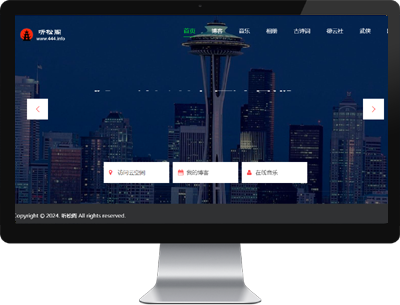 听松阁
www.444.info
首页 博客 音乐 相册 古诗词 德云社 武侠
访问云空间 我的博客 在线音乐
Copyright © 2024. 听松阁 All rights reserved.